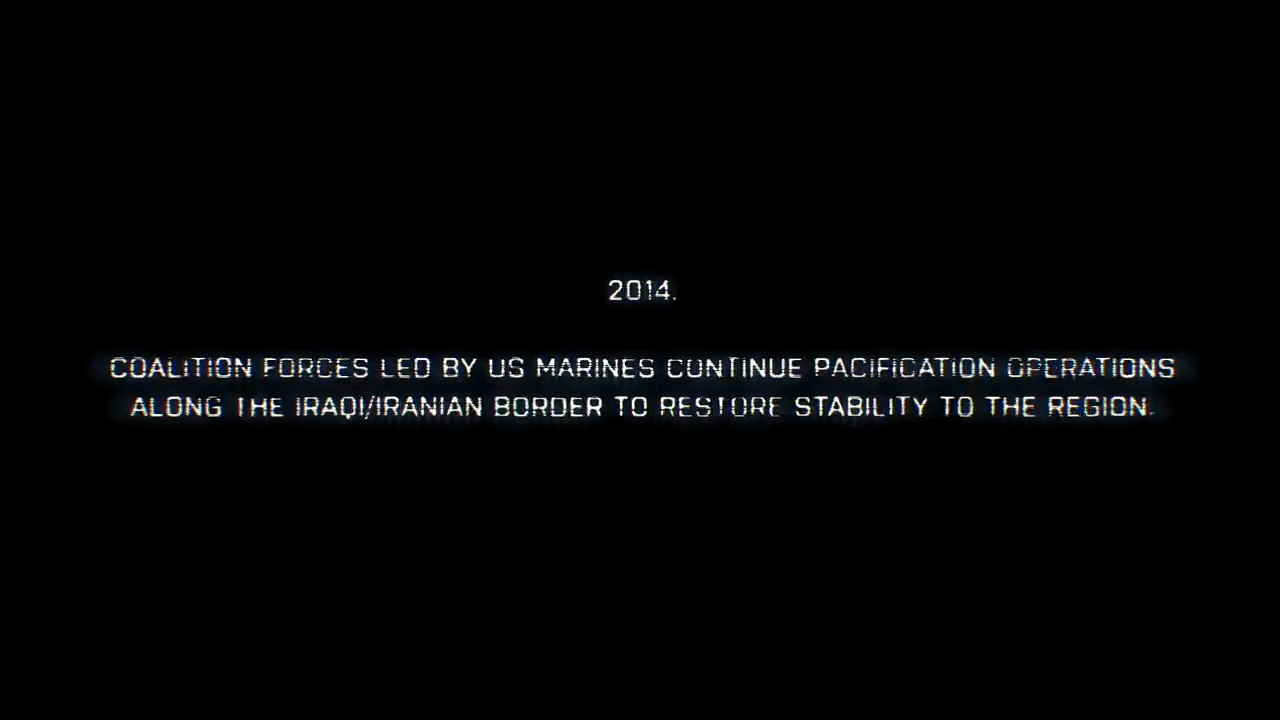 2014.
COALITION FORCES LED BY US MARINES CONTINUE PACIFICATION OPERATIONS
ALONG THE IRAQI/IRANIAN BORDER TO RESTORE STABILITY TO THE REGION.